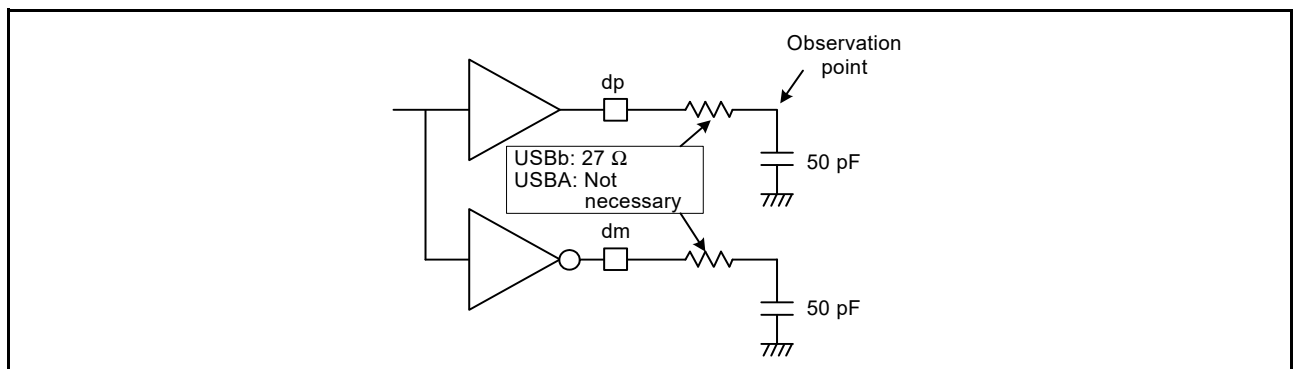 Observation
point
dp
USBb: 27 Ω
USBA: Not
necessary
50 pF
dm
50 pF